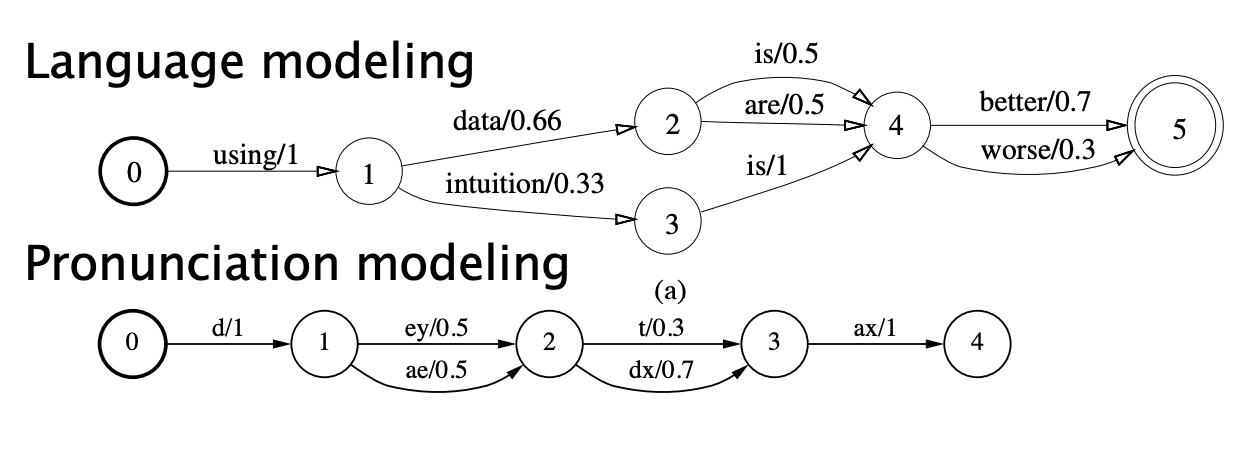 Language modeling
is/0.5
data/0.66
are/0.5
better/0.7
using/1
intuition/0.33
is/1
worse/0.3
0
1
2
3
4
5
Pronunciation modeling
(a)
d/1
ey/0.5
t/0.3
ax/1
0
1
2
3
4
ae/0.5
dx/0.7